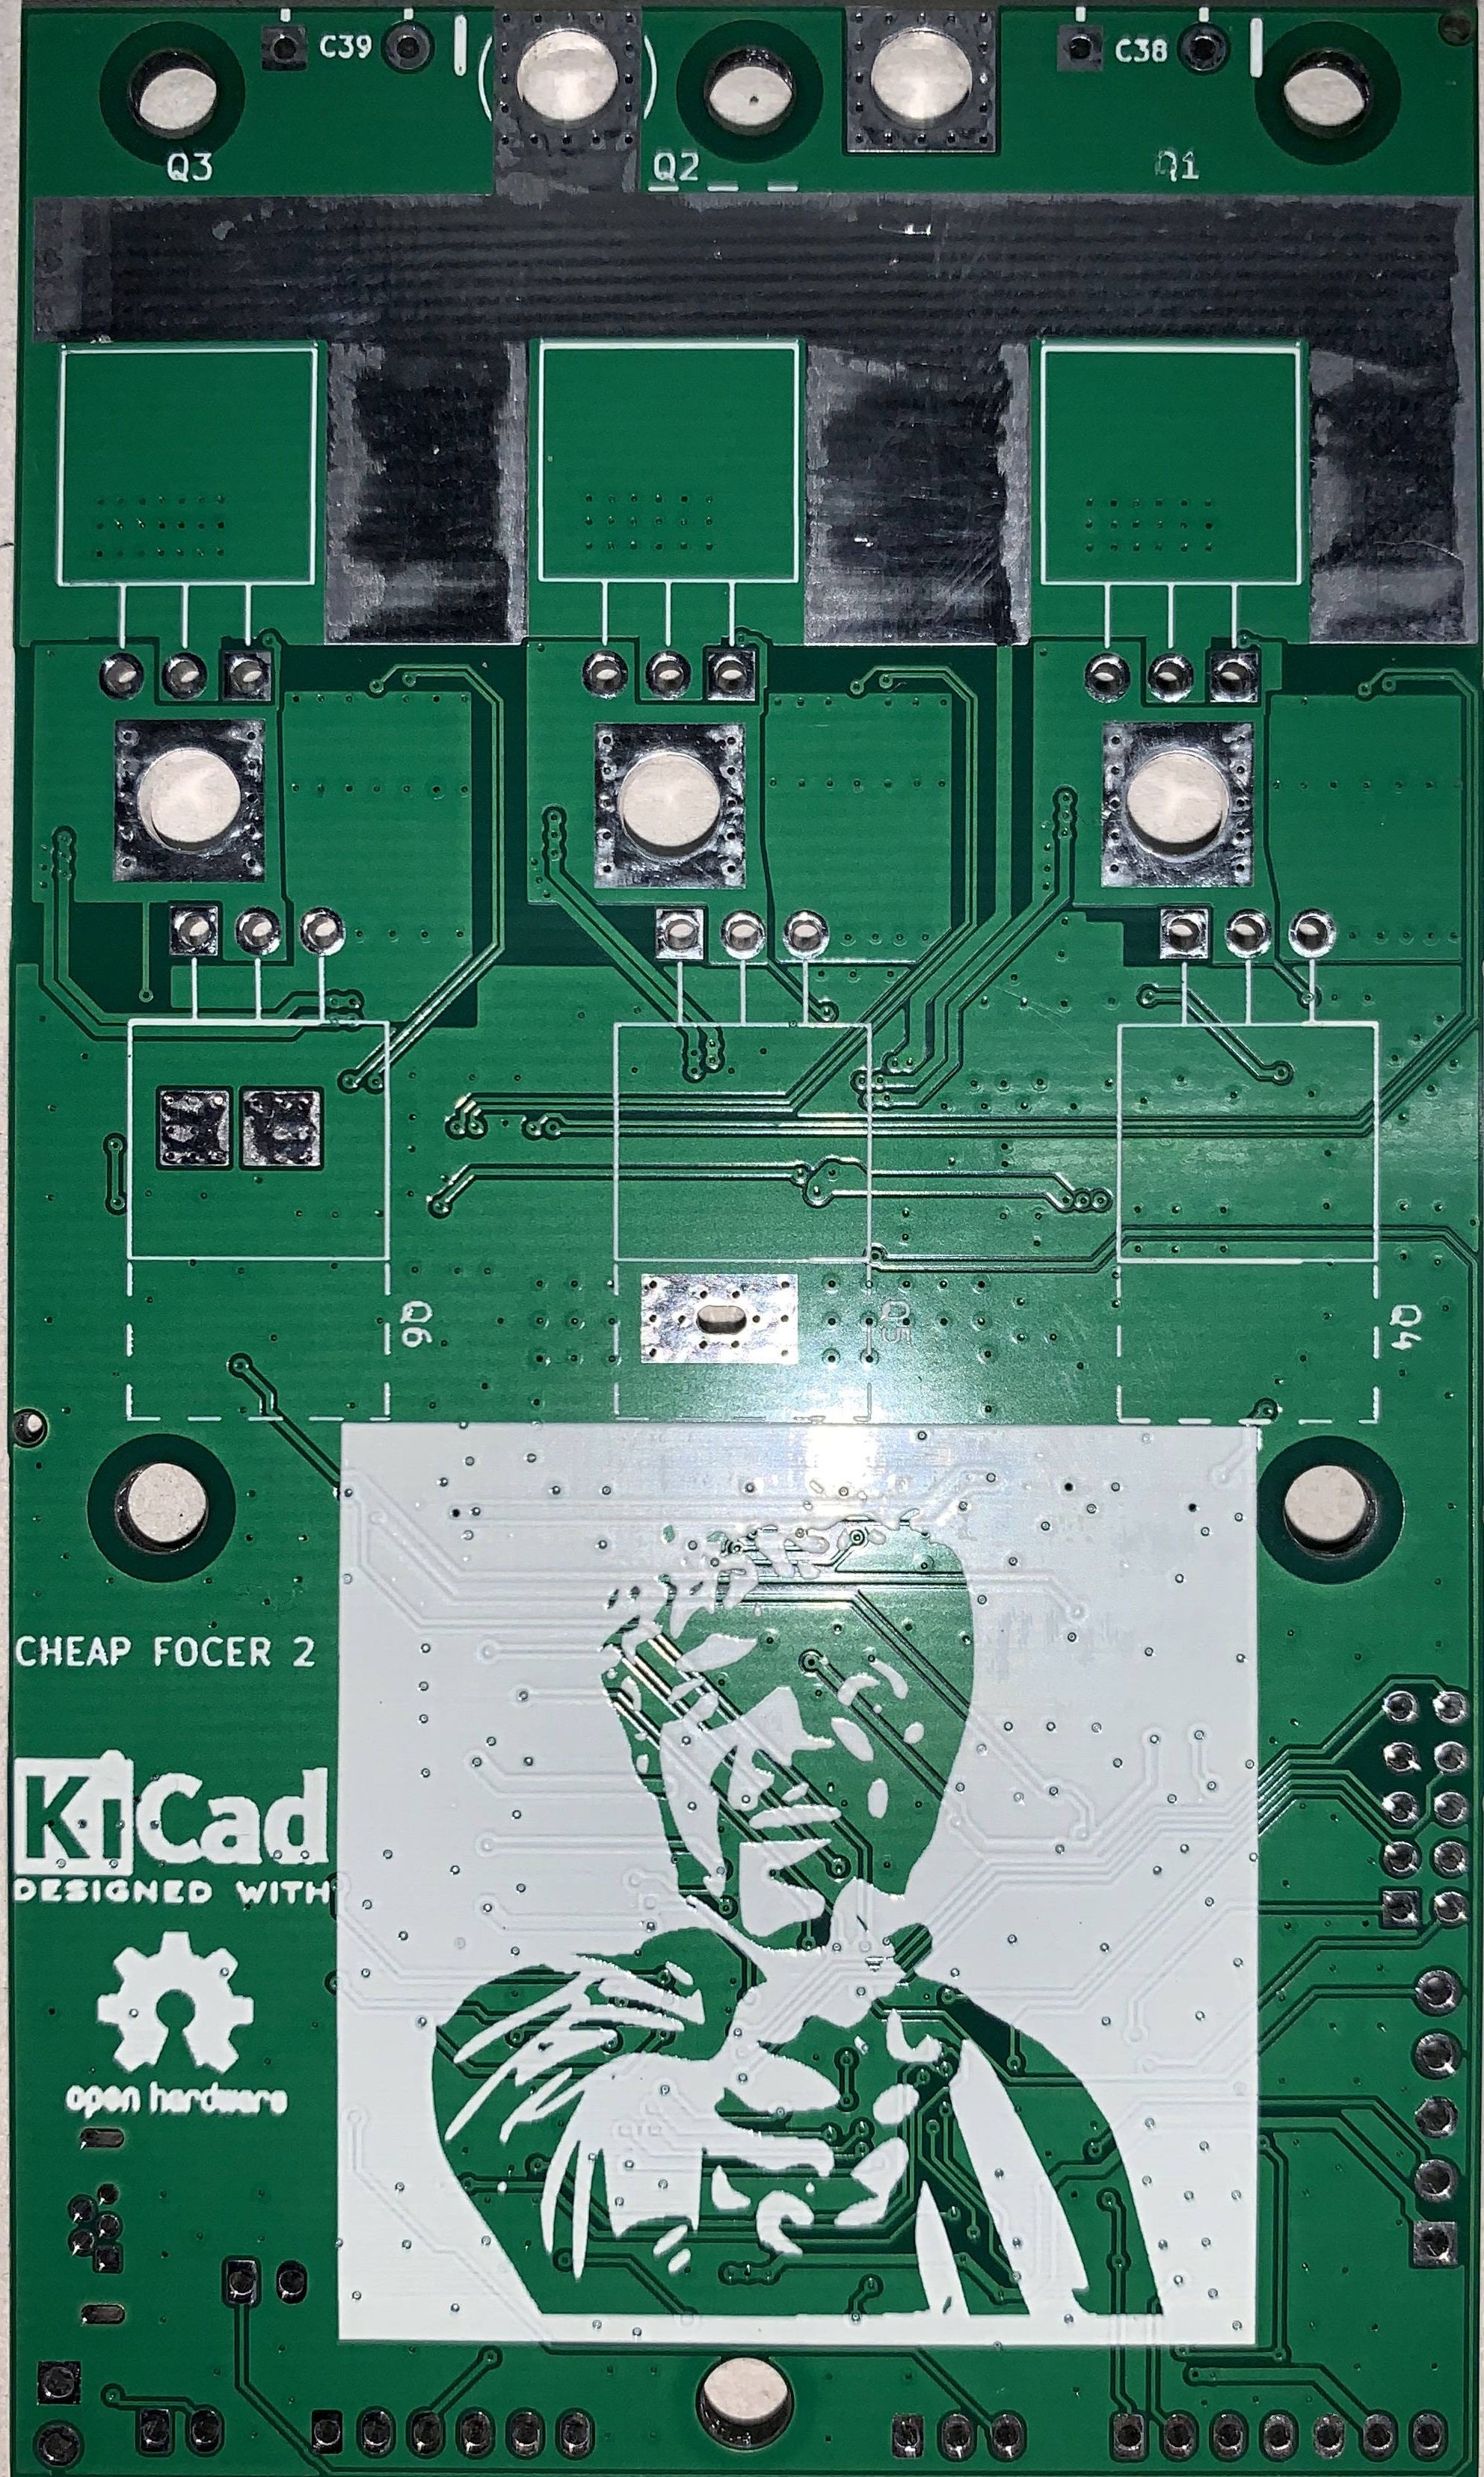 C39
C38
Q3
Q2
Q1
Q6
Q5
Q4
CHEAP FOCER 2
KiCad
DESIGNED WITH
open hardware